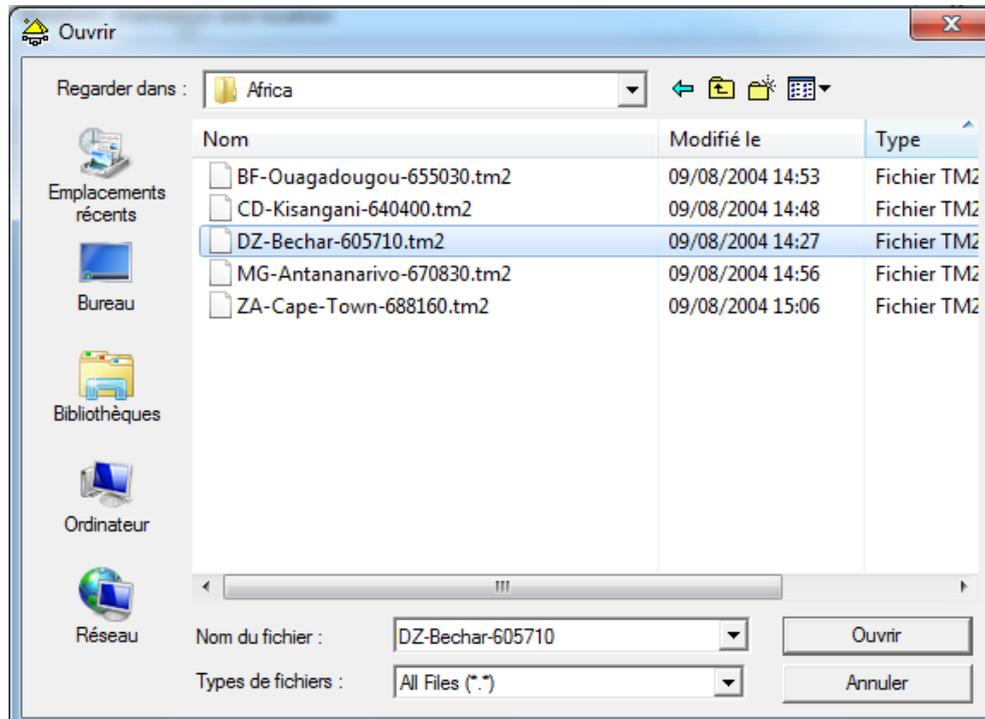 Ouvrir
Regarder dans : Africa
Nom Modifié le Type
BF-Ouagadougou-655030.tm2 09/08/2004 14:53 Fichier TM2
CD-Kisangani-640400.tm2 09/08/2004 14:48 Fichier TM2
DZ-Bechar-605710.tm2 09/08/2004 14:27 Fichier TM2
MG-Antananarivo-670830.tm2 09/08/2004 14:56 Fichier TM2
ZA-Cape-Town-688160.tm2 09/08/2004 15:06 Fichier TM2
Emplacements
récents
Bureau
Bibliothèques
Ordinateur
Réseau
Nom du fichier : DZ-Bechar-605710 Ouvrir
Types de fichiers : All Files (*.*) Annuler